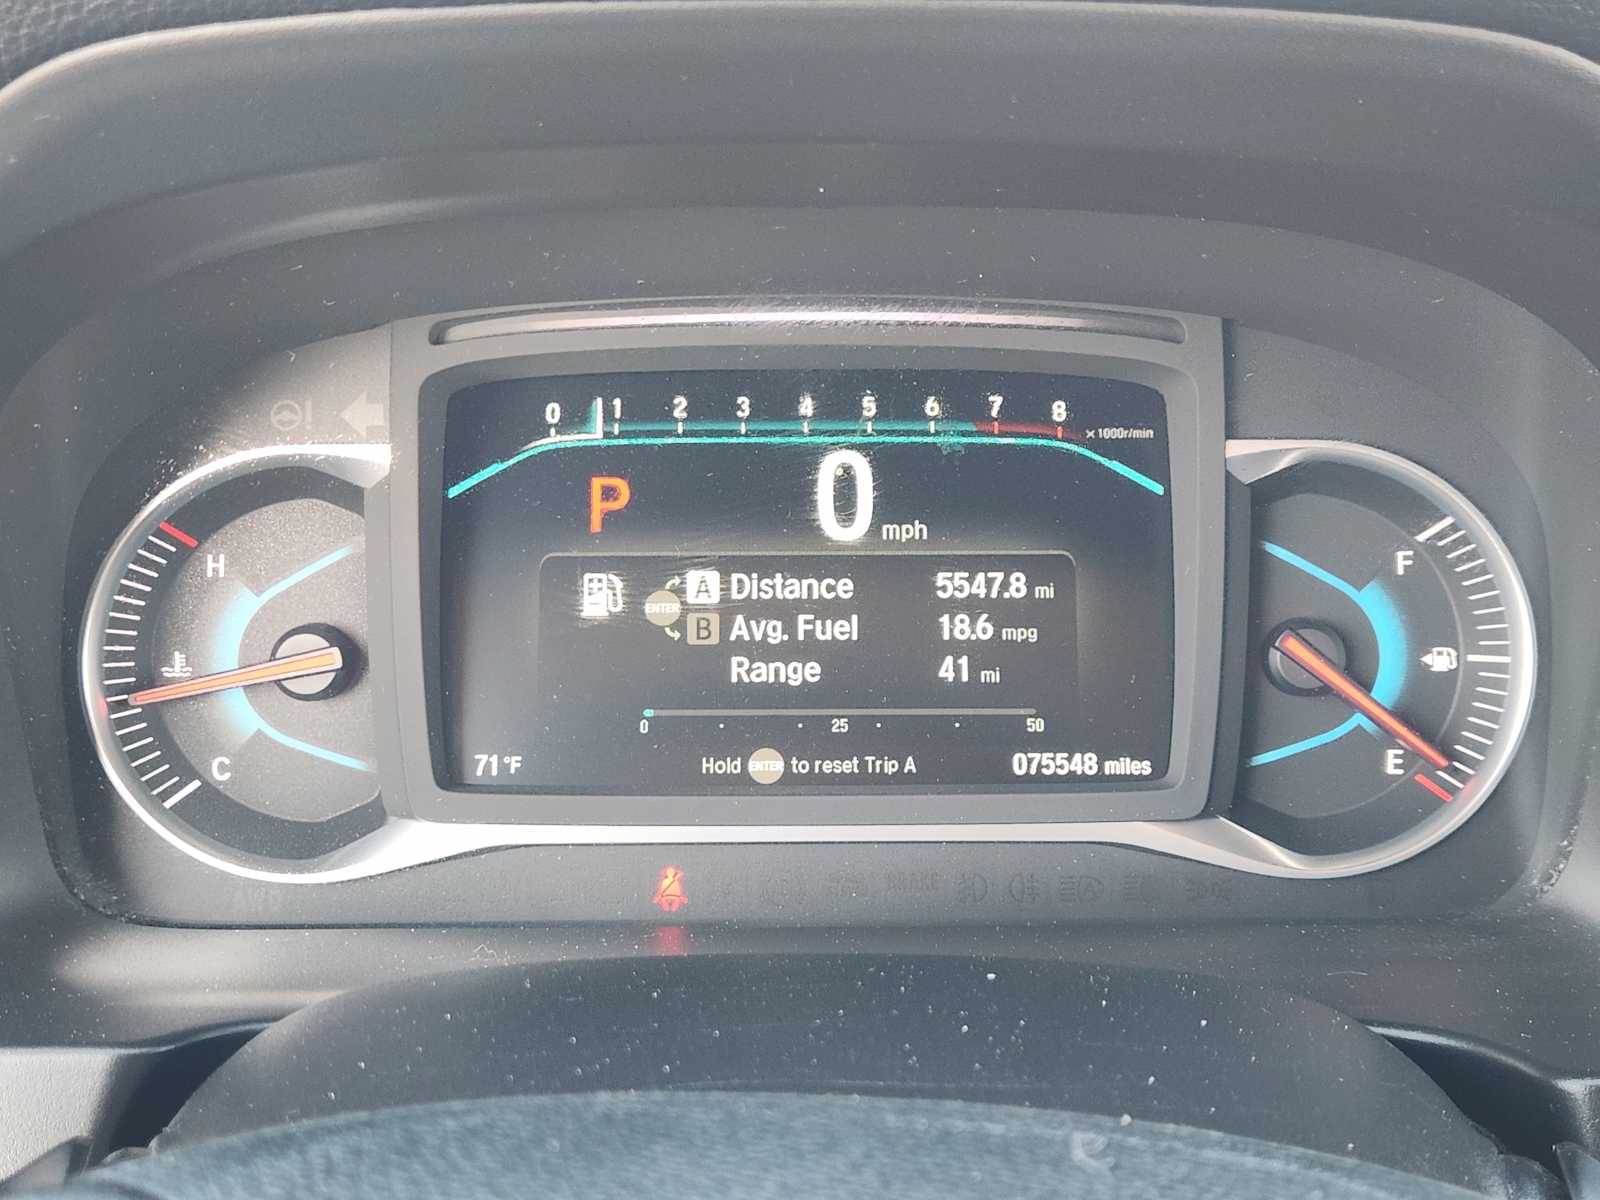 0 1 2 3 4 5 6 7 8
×1000r/min
P
0 mph
H
F
ENTER
A Distance 5547.8 mi
B Avg. Fuel 18.6 mpg
Range 41 mi
0 25 50
C
E
71°F
Hold ENTER to reset Trip A
075548 miles